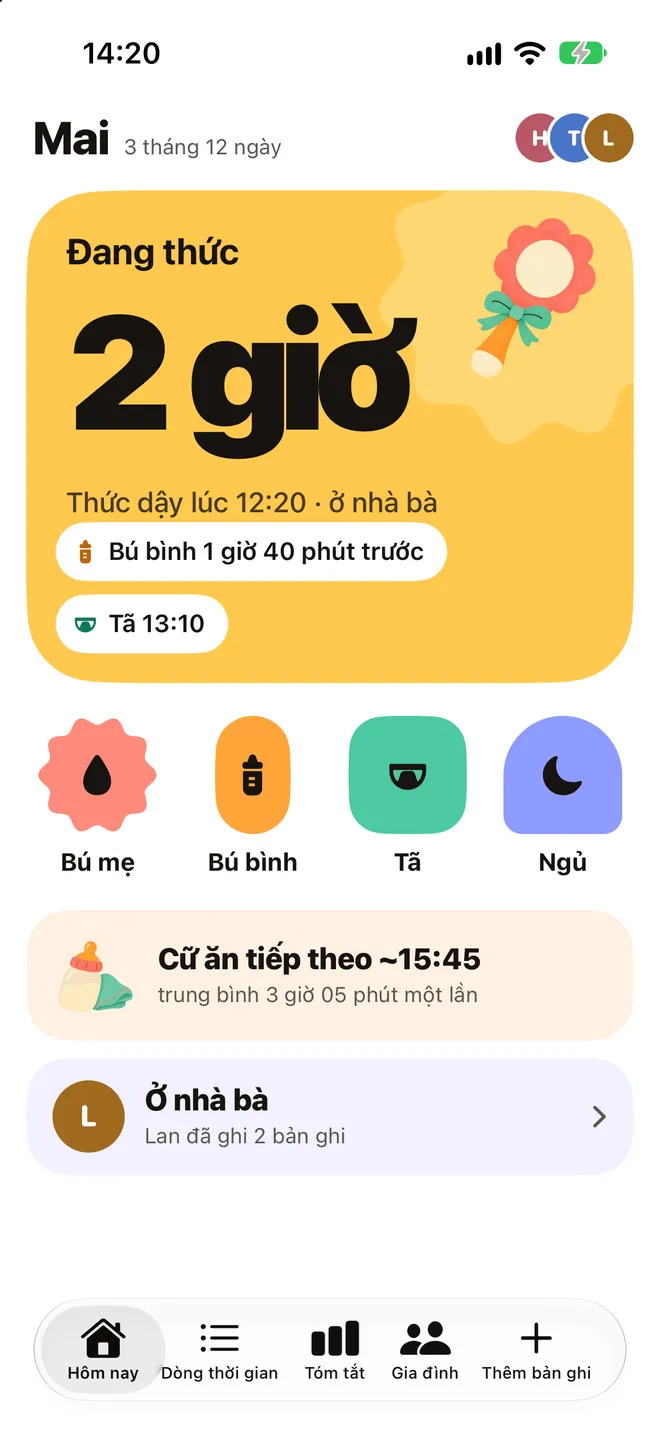 14:20
Mai 3 tháng 12 ngày
H T L
Đang thức
2 giờ
Thức dậy lúc 12:20 · ở nhà bà
Bú bình 1 giờ 40 phút trước
Tã 13:10
Bú mẹ Bú bình Tã Ngủ
Cữ ăn tiếp theo ~15:45
trung bình 3 giờ 05 phút một lần
L
Ở nhà bà
Lan đã ghi 2 bản ghi
Hôm nay Dòng thời gian Tóm tắt Gia đình Thêm bản ghi